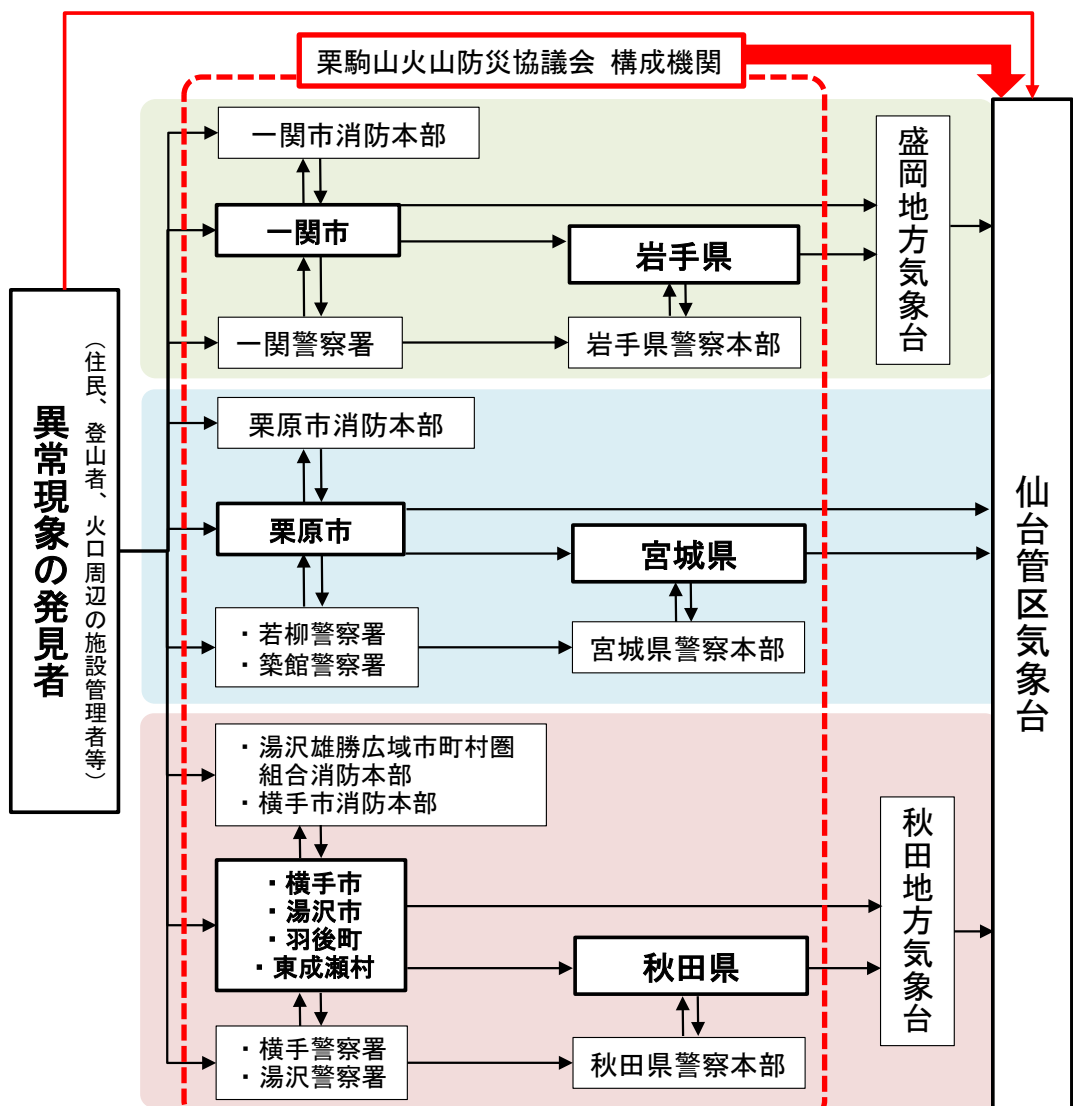 栗駒山火山防災協議会 構成機関
異常現象の発見者
（住民、登山者、火口周辺の施設管理者等）
一関市消防本部
一関市
一関警察署
岩手県
岩手県警察本部
盛岡地方気象台
栗原市消防本部
栗原市
・若柳警察署
・築館警察署
宮城県
宮城県警察本部
仙台管区気象台
・湯沢雄勝広域市町村圏
組合消防本部
・横手市消防本部
・横手市
・湯沢市
・羽後町
・東成瀬村
・横手警察署
・湯沢警察署
秋田県
秋田県警察本部
秋田地方気象台